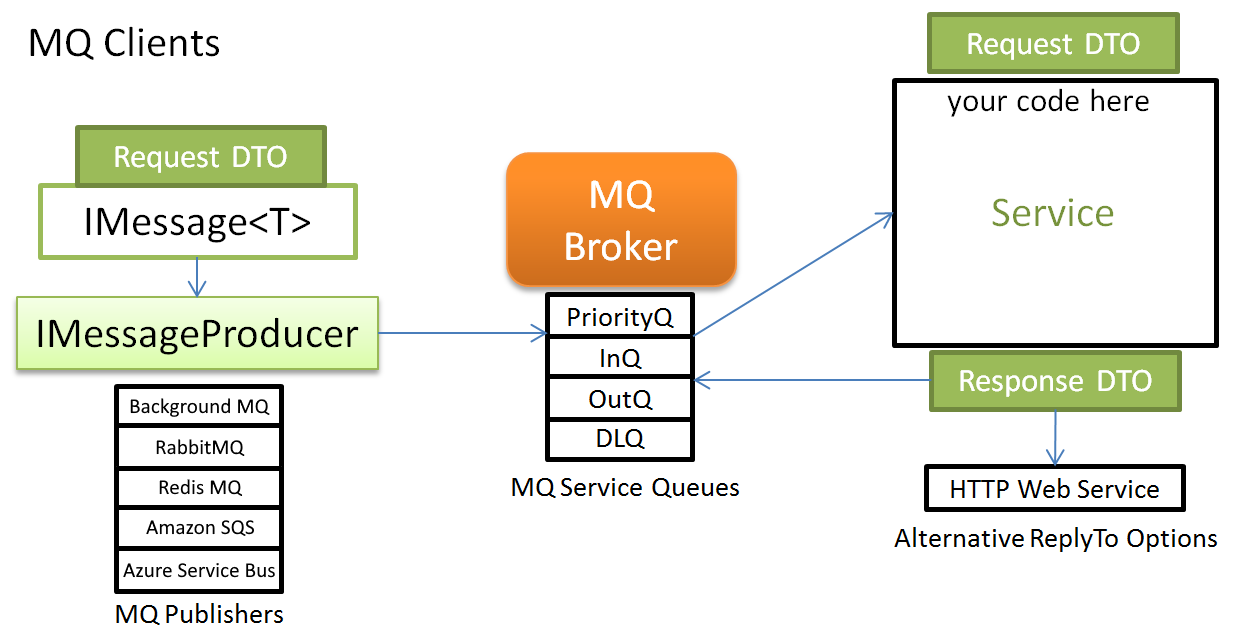 MQ Clients
Request DTO
IMessage<T>
IMessageProducer
Background MQ
RabbitMQ
Redis MQ
Amazon SQS
Azure Service Bus
MQ Publishers
MQ
Broker
PriorityQ
InQ
OutQ
DLQ
MQ Service Queues
Request DTO
your code here
Service
Response DTO
HTTP Web Service
Alternative ReplyTo Options